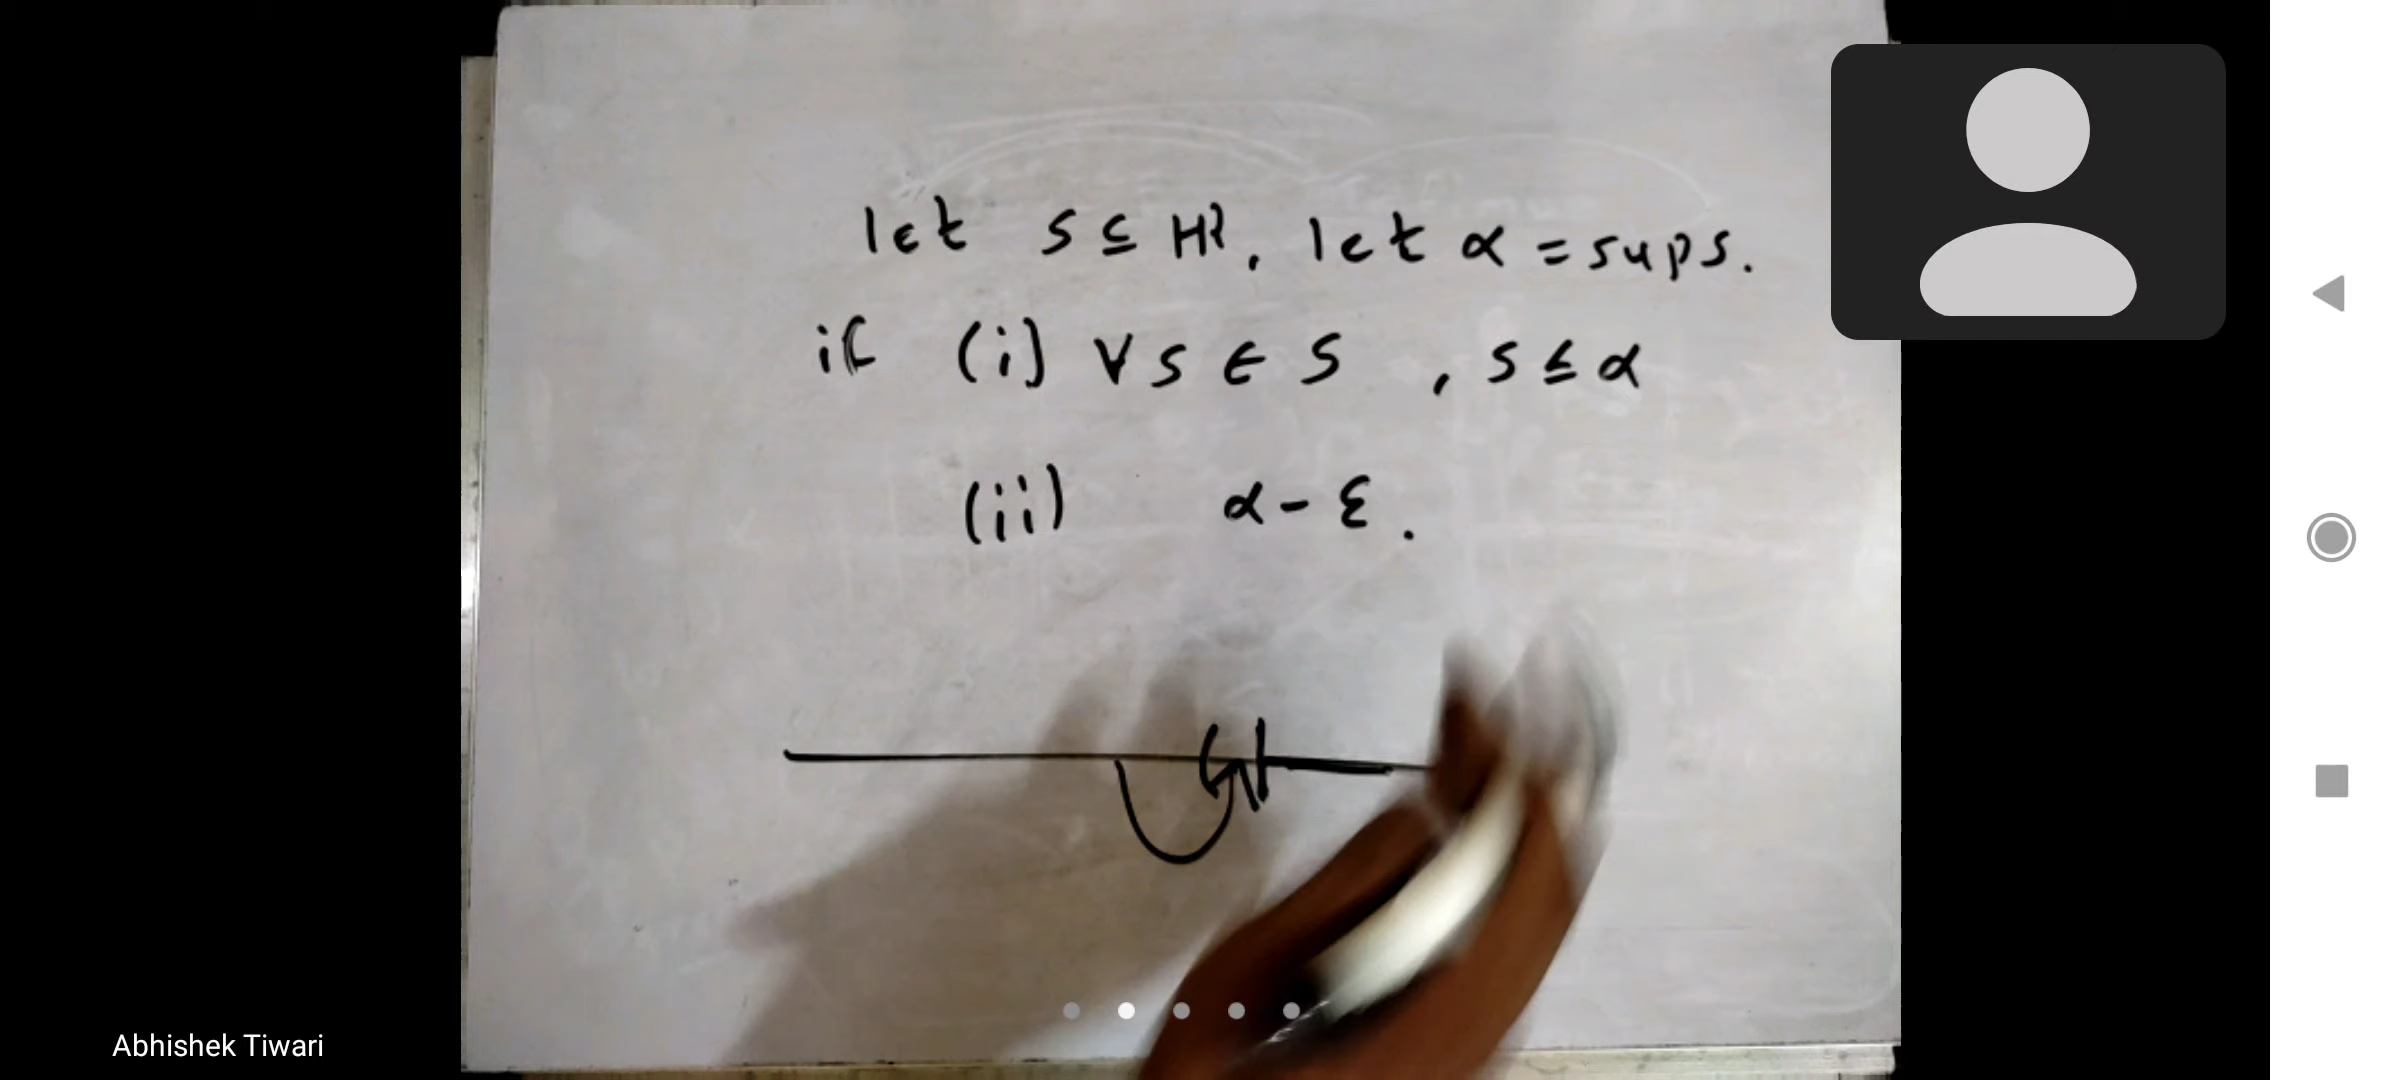 let S ⊆ ℝ, let α = sup S.
if (i) ∀ s ∈ S , s ≤ α
(ii) α - ε.
Abhishek Tiwari